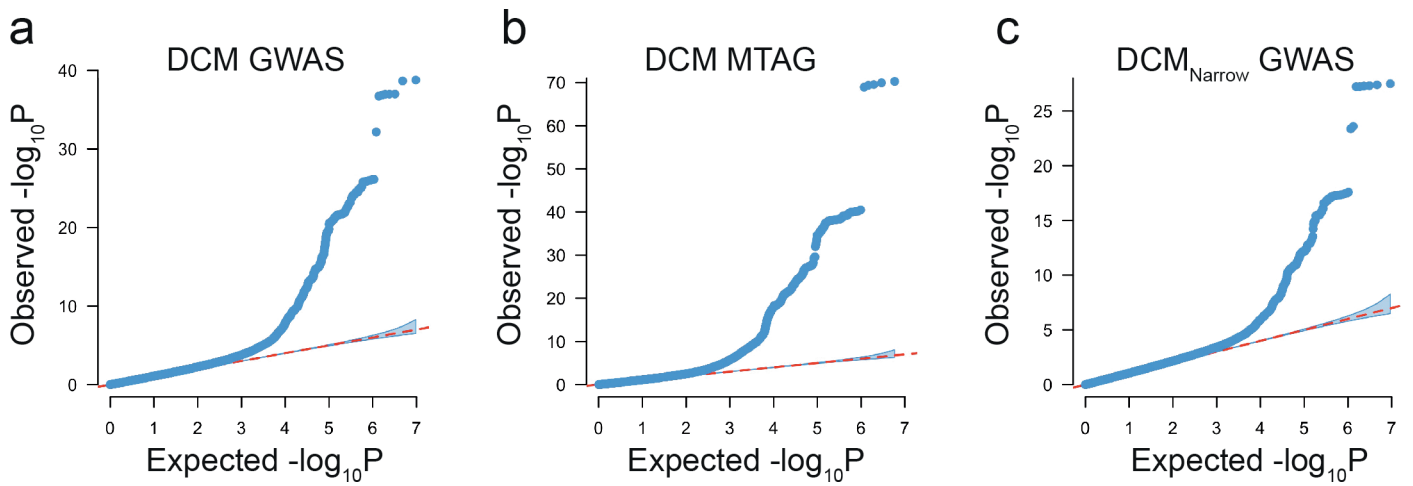 a
DCM GWAS
Observed -log10P
40
30
20
10
0
0 1 2 3 4 5 6 7
Expected -log10P
b
DCM MTAG
Observed -log10P
70
60
50
40
30
20
10
0
0 1 2 3 4 5 6 7
Expected -log10P
c
DCMNarrow GWAS
Observed -log10P
25
20
15
10
5
0
0 1 2 3 4 5 6 7
Expected -log10P